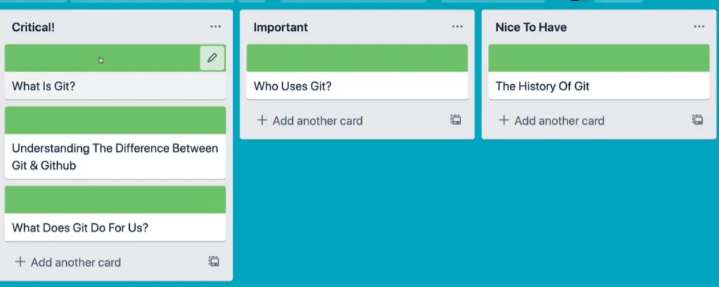 Critical!
What Is Git?
Understanding The Difference Between
Git & Github
What Does Git Do For Us?
+ Add another card
Important
Who Uses Git?
+ Add another card
Nice To Have
The History Of Git
+ Add another card